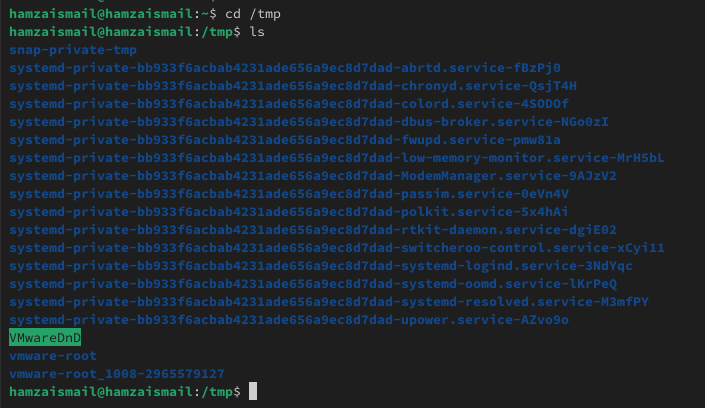 hamzaismail@hamzaismail:~$ cd /tmp
hamzaismail@hamzaismail:/tmp$ ls
snap-private-tmp
systemd-private-bb933f6acbab4231ade656a9ec8d7dad-abrtd.service-fBzPj0
systemd-private-bb933f6acbab4231ade656a9ec8d7dad-chronyd.service-QsjT4H
systemd-private-bb933f6acbab4231ade656a9ec8d7dad-colord.service-4SODOf
systemd-private-bb933f6acbab4231ade656a9ec8d7dad-dbus-broker.service-NGo0zI
systemd-private-bb933f6acbab4231ade656a9ec8d7dad-fwupd.service-pmw81a
systemd-private-bb933f6acbab4231ade656a9ec8d7dad-low-memory-monitor.service-MrH5bL
systemd-private-bb933f6acbab4231ade656a9ec8d7dad-ModemManager.service-9AJzV2
systemd-private-bb933f6acbab4231ade656a9ec8d7dad-passim.service-0eVn4V
systemd-private-bb933f6acbab4231ade656a9ec8d7dad-polkit.service-Sx4hAi
systemd-private-bb933f6acbab4231ade656a9ec8d7dad-rtkit-daemon.service-dgiE02
systemd-private-bb933f6acbab4231ade656a9ec8d7dad-switcheroo-control.service-xCyi11
systemd-private-bb933f6acbab4231ade656a9ec8d7dad-systemd-logind.service-3NdYqc
systemd-private-bb933f6acbab4231ade656a9ec8d7dad-systemd-oomd.service-lKrPeQ
systemd-private-bb933f6acbab4231ade656a9ec8d7dad-systemd-resolved.service-M3mfPY
systemd-private-bb933f6acbab4231ade656a9ec8d7dad-upower.service-AZvo9o
VMwareDnD
vmware-root
vmware-root_1008-2965579127
hamzaismail@hamzaismail:/tmp$